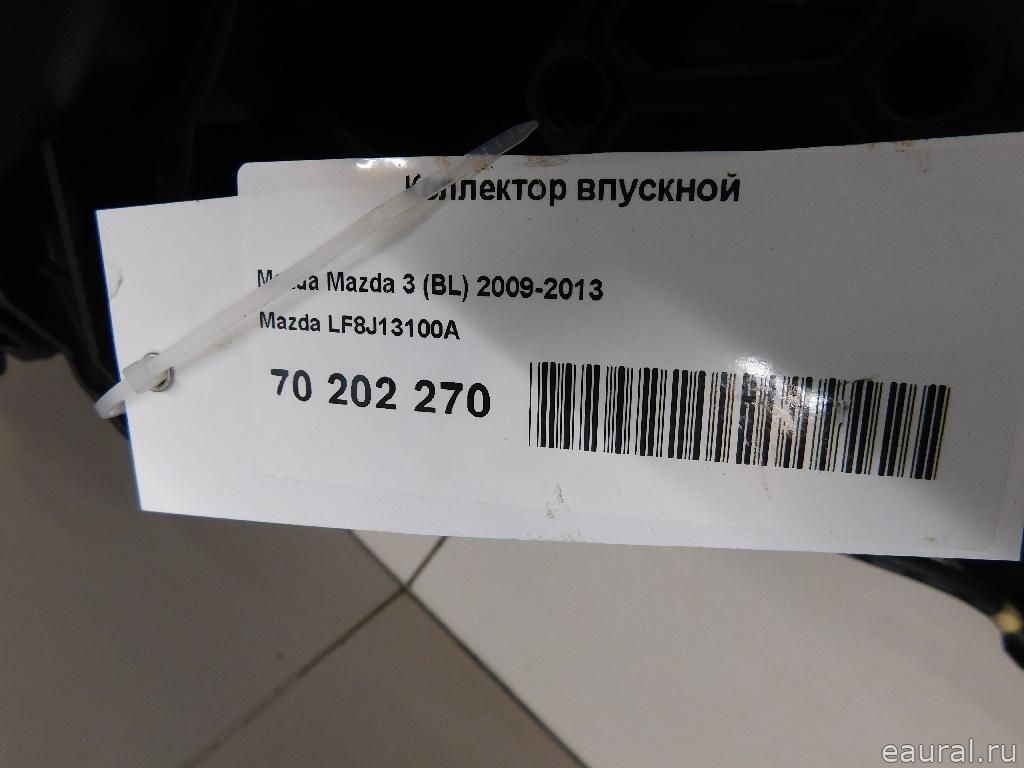 Коллектор впускной
Mazda Mazda 3 (BL) 2009-2013
Mazda LF8J13100A
70 202 270
eaural.ru